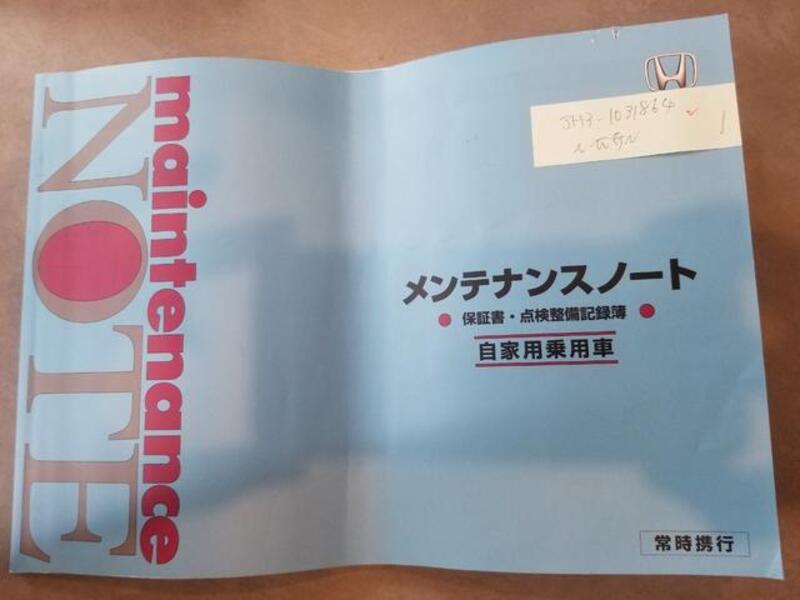 maintenance
NOTE
JH3-1031864
メンテナンスノート
保証書・点検整備記録簿
自家用乗用車
常時携行